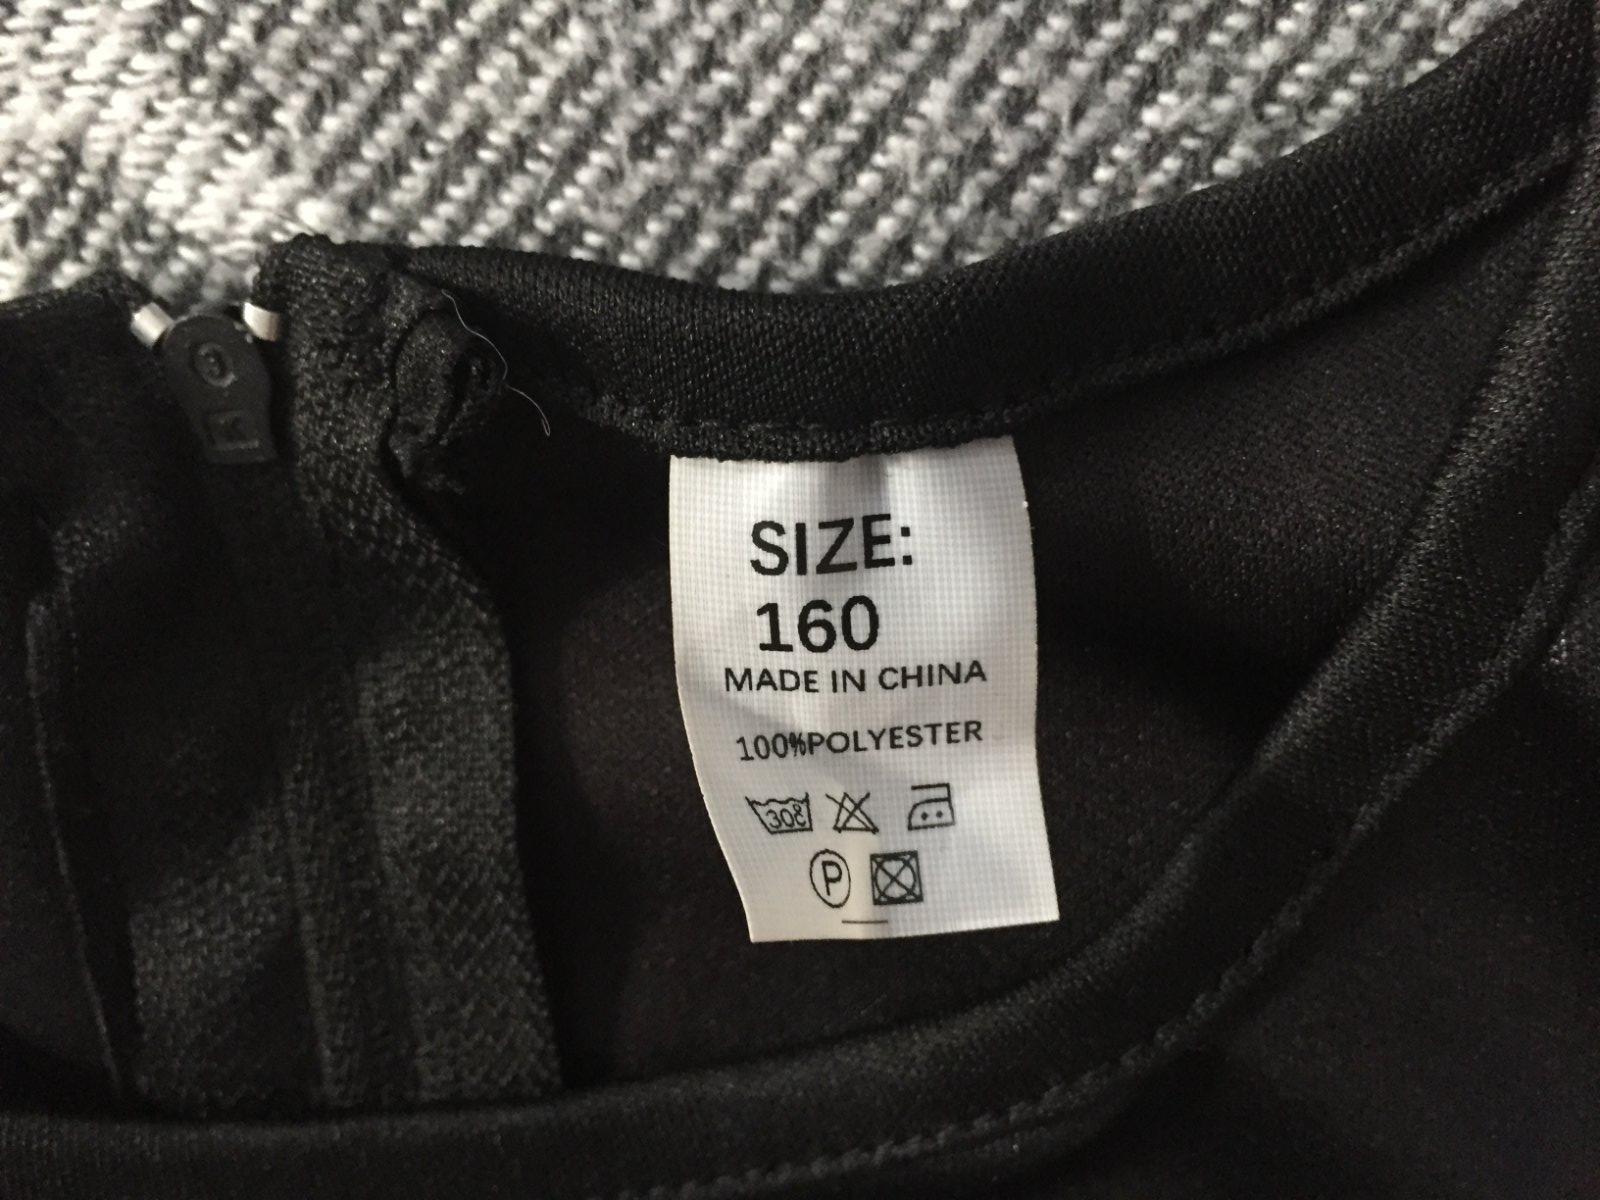 SIZE:
160
MADE IN CHINA
100%POLYESTER
P